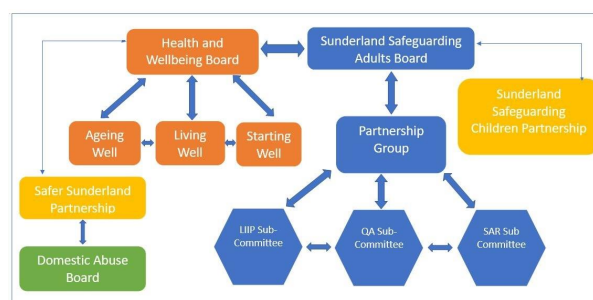 Health and
Wellbeing Board
Sunderland Safeguarding
Adults Board
Sunderland
Safeguarding
Children Partnership
Ageing
Well
Living
Well
Starting
Well
Partnership
Group
Safer Sunderland
Partnership
Domestic Abuse
Board
LIIP Sub-
Committee
QA Sub-
Committee
SAR Sub
Committee